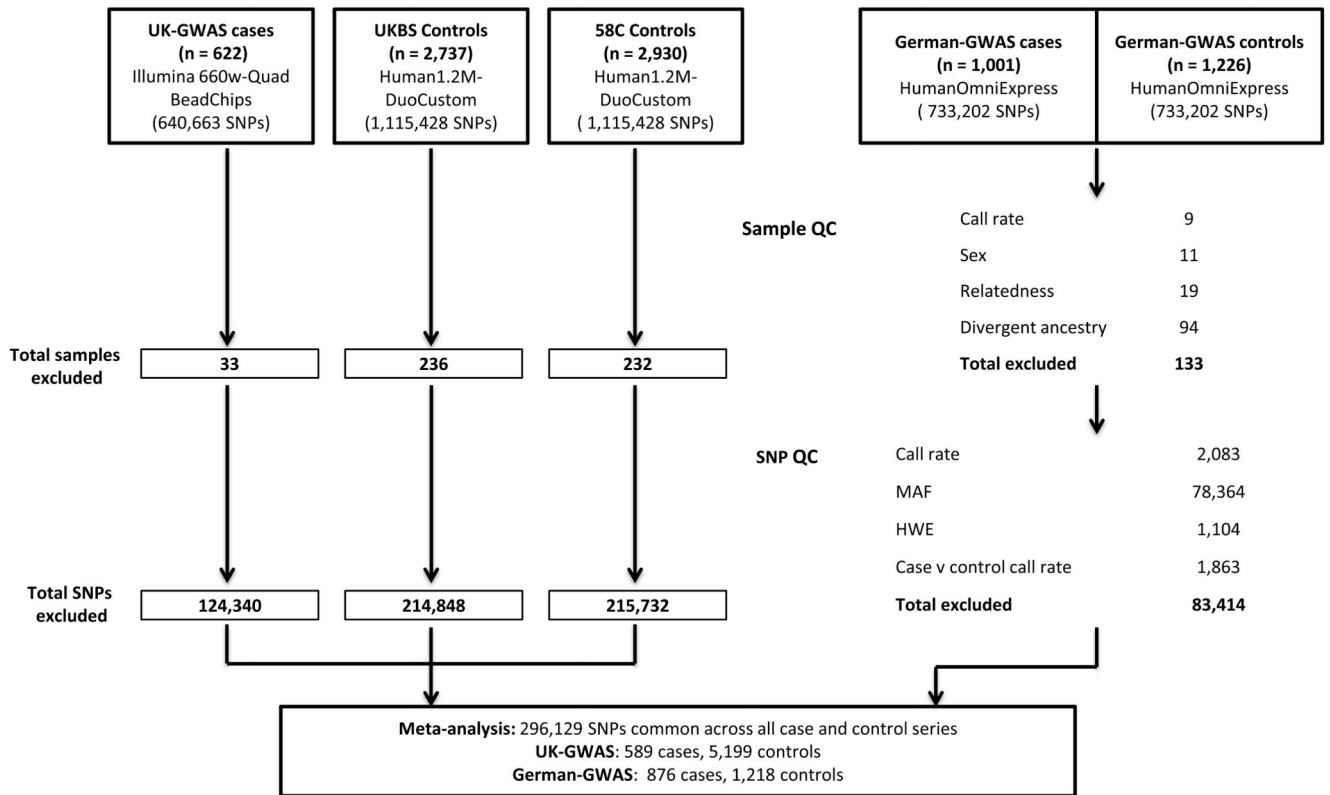 UK-GWAS cases
(n = 622)
Illumina 660w-Quad
BeadChips
(640,663 SNPs)
UKBS Controls
(n = 2,737)
Human1.2M-
DuoCustom
(1,115,428 SNPs)
58C Controls
(n = 2,930)
Human1.2M-
DuoCustom
( 1,115,428 SNPs)
German-GWAS cases
(n = 1,001)
HumanOmniExpress
( 733,202 SNPs)
German-GWAS controls
(n = 1,226)
HumanOmniExpress
(733,202 SNPs)
Sample QC
Call rate 9
Sex 11
Relatedness 19
Divergent ancestry 94
Total excluded 133
Total samples
excluded
33
236
232
SNP QC
Call rate 2,083
MAF 78,364
HWE 1,104
Case v control call rate 1,863
Total excluded 83,414
Total SNPs
excluded
124,340
214,848
215,732
Meta-analysis: 296,129 SNPs common across all case and control series
UK-GWAS: 589 cases, 5,199 controls
German-GWAS: 876 cases, 1,218 controls